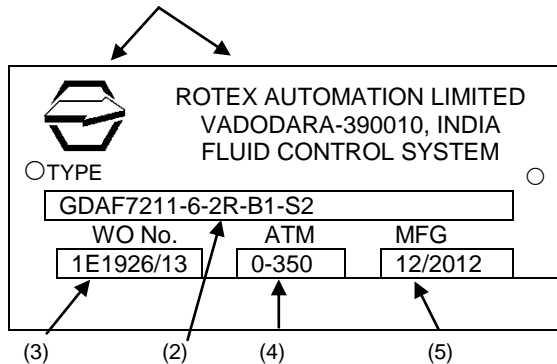 ROTEX AUTOMATION LIMITED
VADODARA-390010, INDIA
FLUID CONTROL SYSTEM
TYPE
GDAF7211-6-2R-B1-S2
WO No. ATM MFG
1E1926/13 0-350 12/2012
(3) (2) (4) (5)